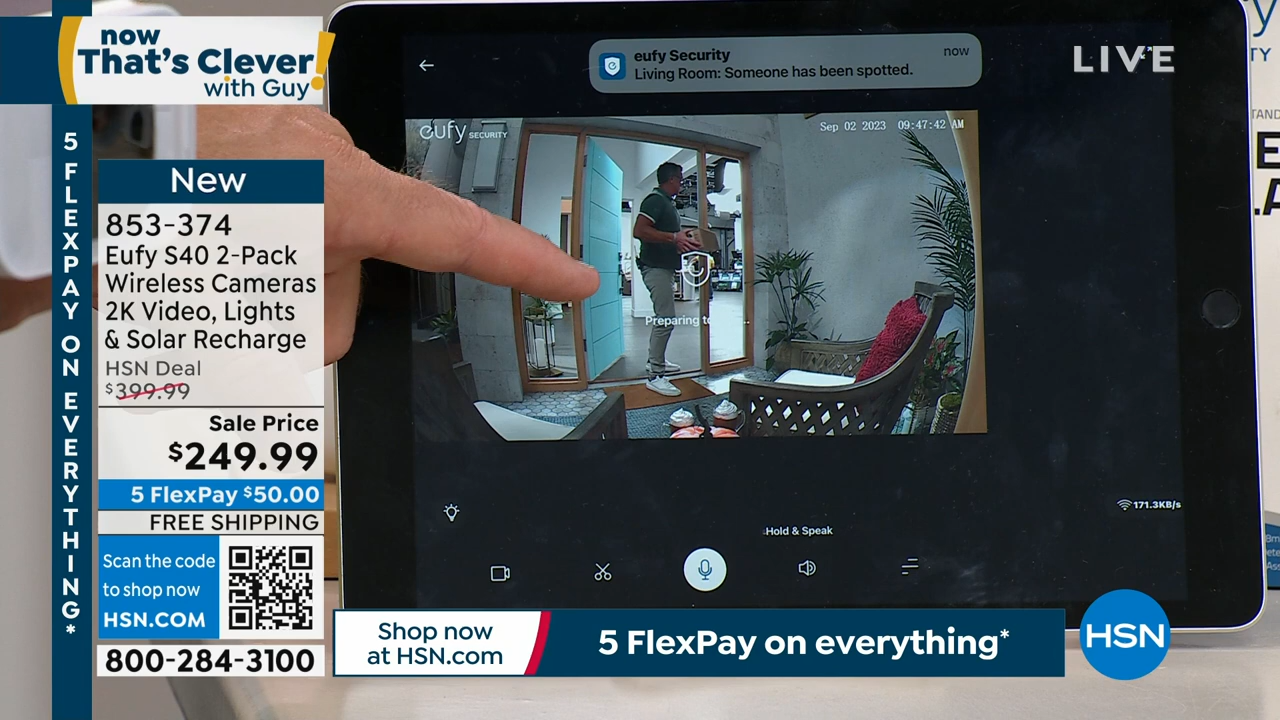 now
That's Clever!
with Guy
5 FLEXPAY ON EVERYTHING*
New
853-374
Eufy S40 2-Pack
Wireless Cameras
2K Video, Lights
& Solar Recharge
HSN Deal
$399.99
Sale Price
$249.99
5 FlexPay $50.00
FREE SHIPPING
Scan the code
to shop now
HSN.COM
800-284-3100
eufy Security
now
Living Room: Someone has been spotted.
LIVE
eufy SECURITY
Sep 02 2023 09:47:42 AM
Preparing to
171.3KB/s
Hold & Speak
Shop now
at HSN.com
5 FlexPay on everything*
HSN